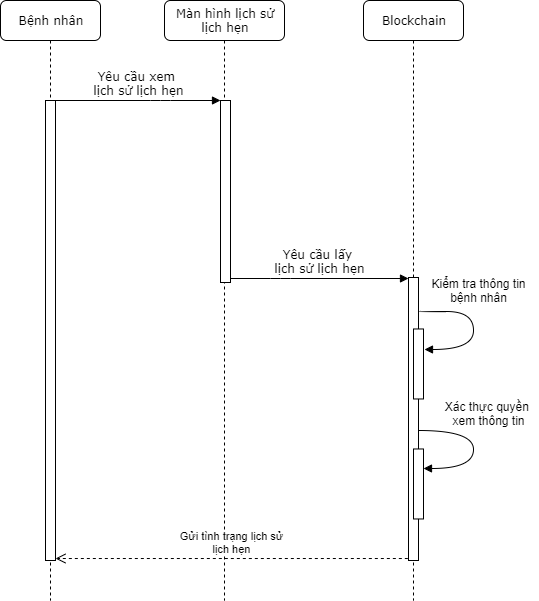 Bệnh nhân
Màn hình lịch sử
lịch hẹn
Blockchain
Yêu cầu xem
lịch sử lịch hẹn
Yêu cầu lấy
lịch sử lịch hẹn
Kiểm tra thông tin
bệnh nhân
Xác thực quyền
xem thông tin
Gửi tình trạng lịch sử
lịch hẹn